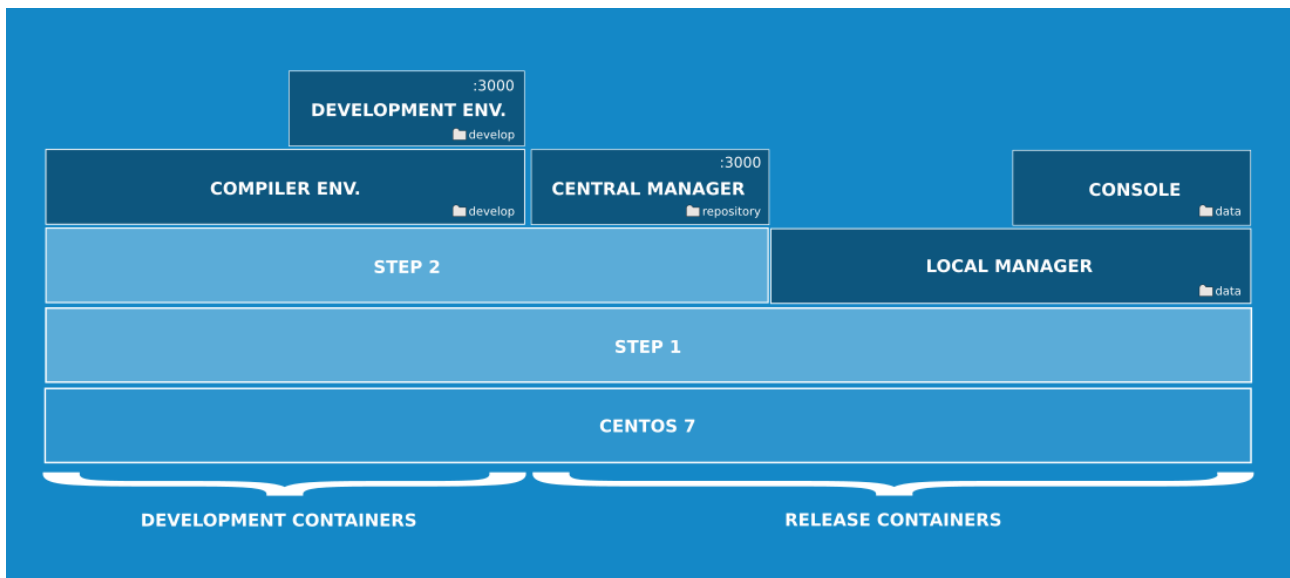 :3000
DEVELOPMENT ENV.
develop
COMPILER ENV.
develop
:3000
CENTRAL MANAGER
repository
CONSOLE
data
STEP 2
LOCAL MANAGER
data
STEP 1
CENTOS 7
DEVELOPMENT CONTAINERS
RELEASE CONTAINERS